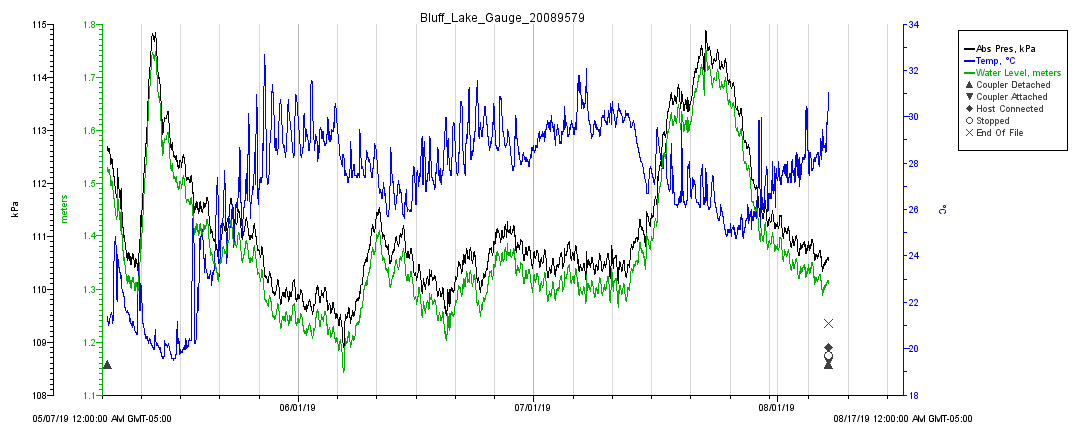 Bluff_Lake_Gauge_20089579
115
114
113
112
111
110
109
108
kPa
1.8
1.7
1.6
1.5
1.4
1.3
1.2
1.1
meters
34
32
30
28
26
24
22
20
18
°C
06/01/19
07/01/19
08/01/19
05/07/19 12:00:00 AM GMT-05:00
08/17/19 12:00:00 AM GMT-05:00
Abs Pres, kPa
Temp, °C
Water Level, meters
Coupler Detached
Coupler Attached
Host Connected
Stopped
End Of File